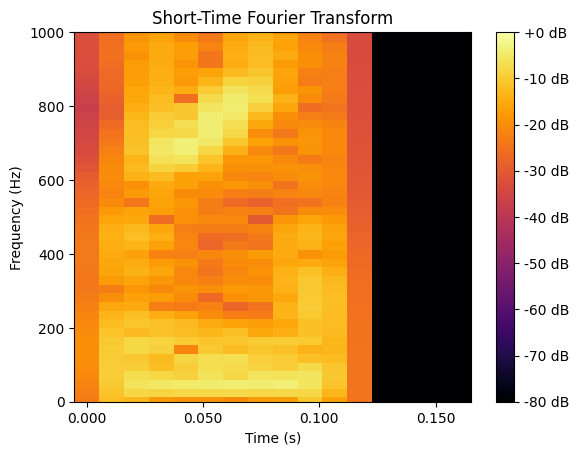 Short-Time Fourier Transform
1000
800
600
400
200
0
Frequency (Hz)
0.000
0.050
0.100
0.150
Time (s)
+0 dB
-10 dB
-20 dB
-30 dB
-40 dB
-50 dB
-60 dB
-70 dB
-80 dB